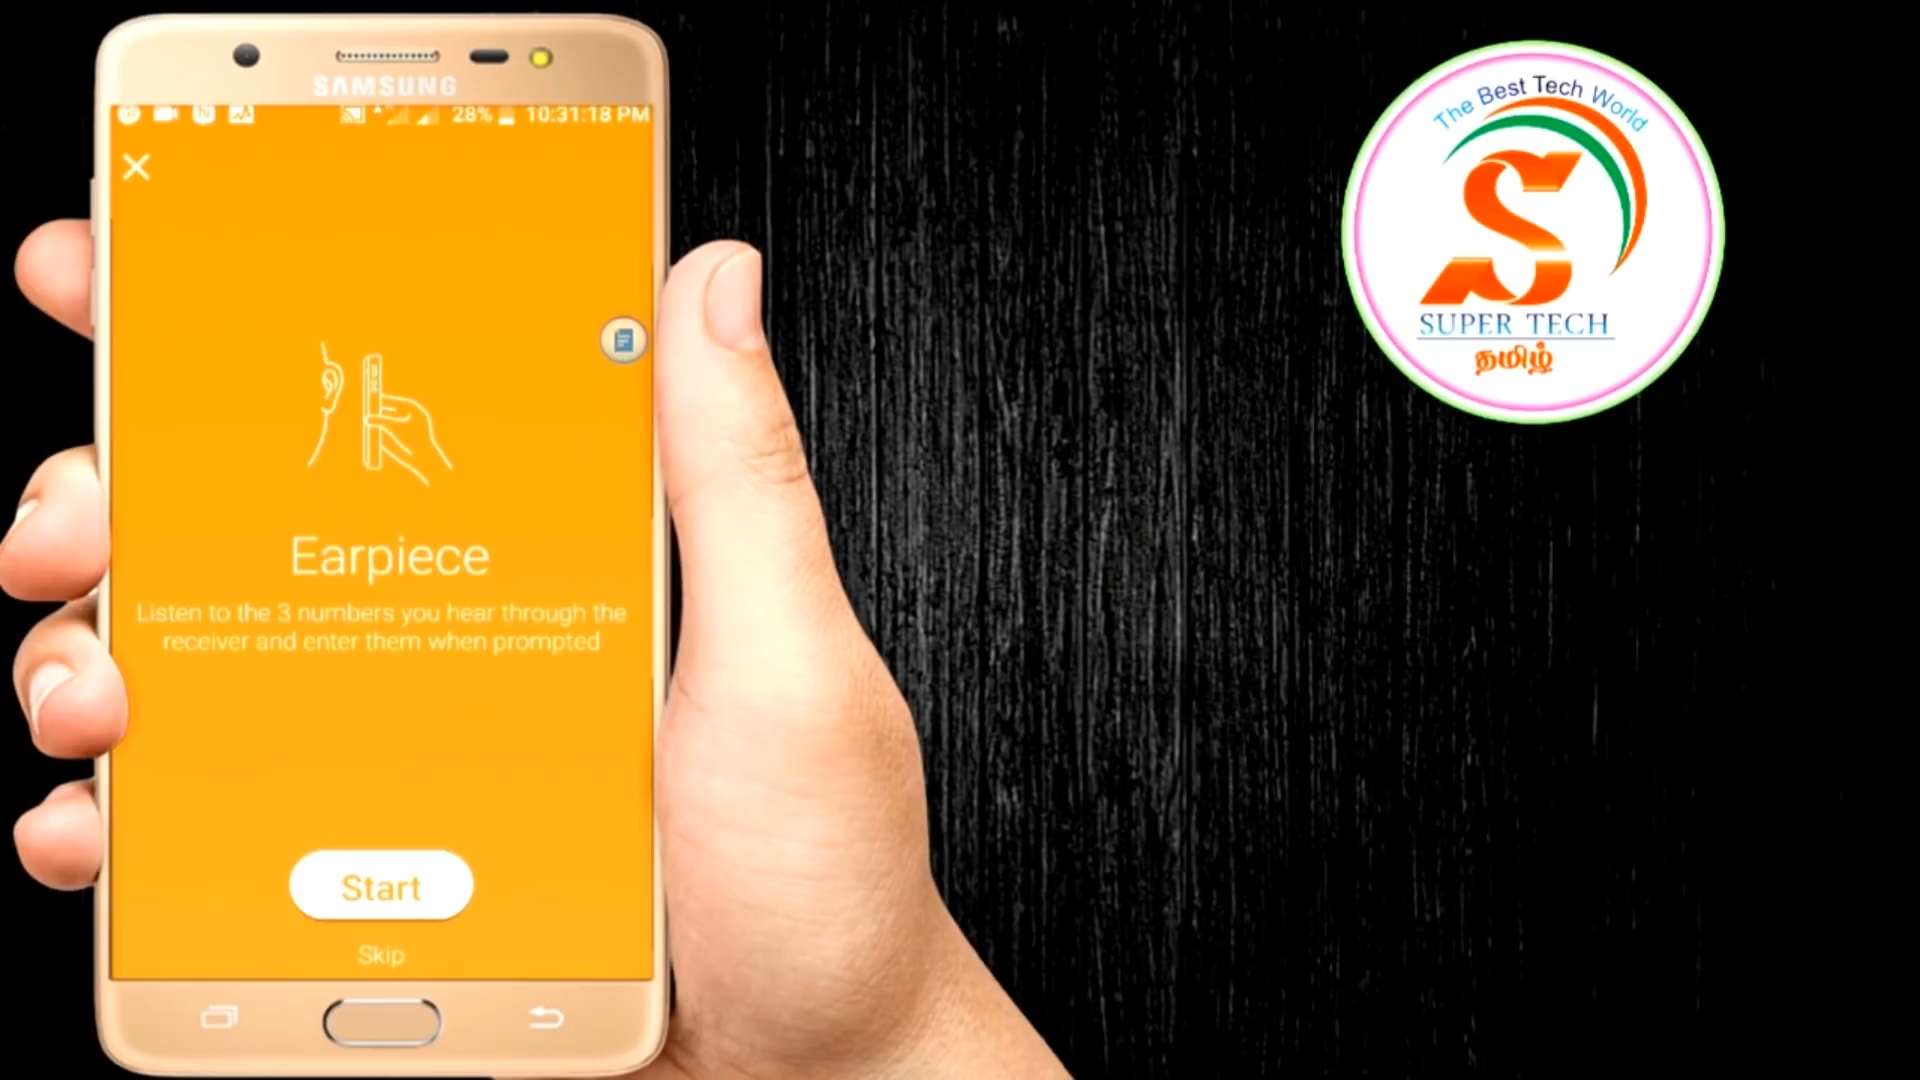 SAMSUNG
28% 10:31:18 PM
Earpiece
Listen to the 3 numbers you hear through the
receiver and enter them when prompted
Start
Skip
The Best Tech World
S
SUPER TECH
தமிழ்